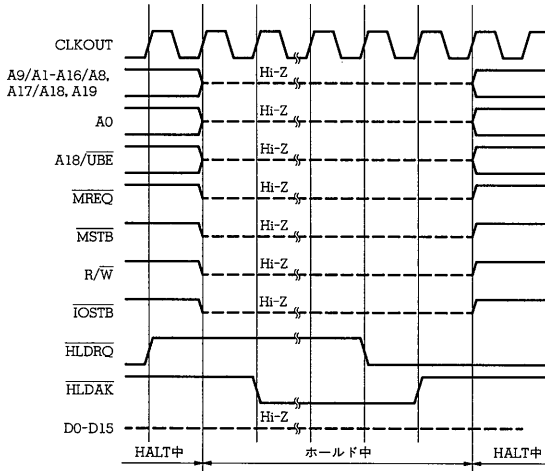 CLKOUT
A9/A1-A16/A8,
A17/A18, A19
Hi-Z
A0
Hi-Z
A18/UBE
Hi-Z
MREQ
Hi-Z
MSTB
Hi-Z
R/W
Hi-Z
IOSTB
Hi-Z
HLDRQ
HLDAK
D0-D15
Hi-Z
HALT中
ホールド中
HALT中